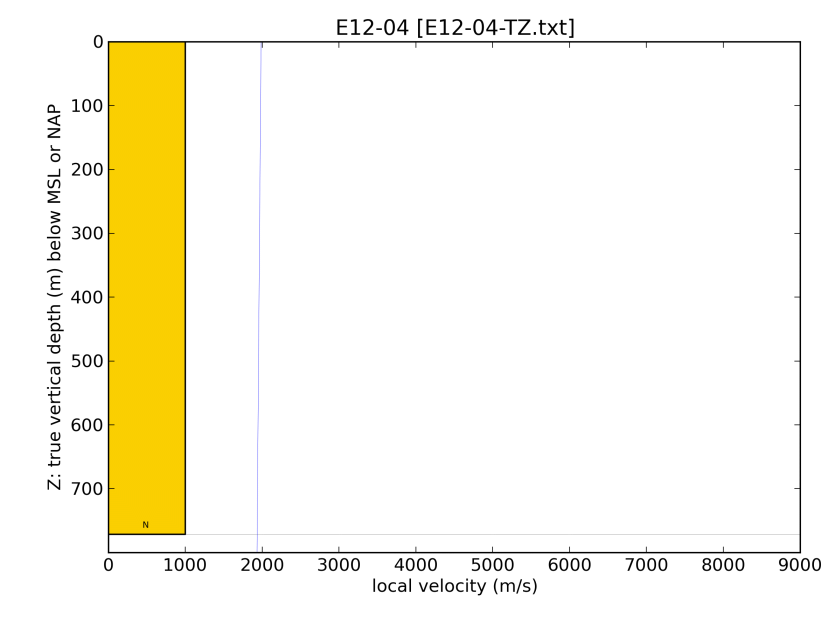 E12-04 [E12-04-TZ.txt]
Z: true vertical depth (m) below MSL or NAP
0
100
200
300
400
500
600
700
N
0 1000 2000 3000 4000 5000 6000 7000 8000 9000
local velocity (m/s)